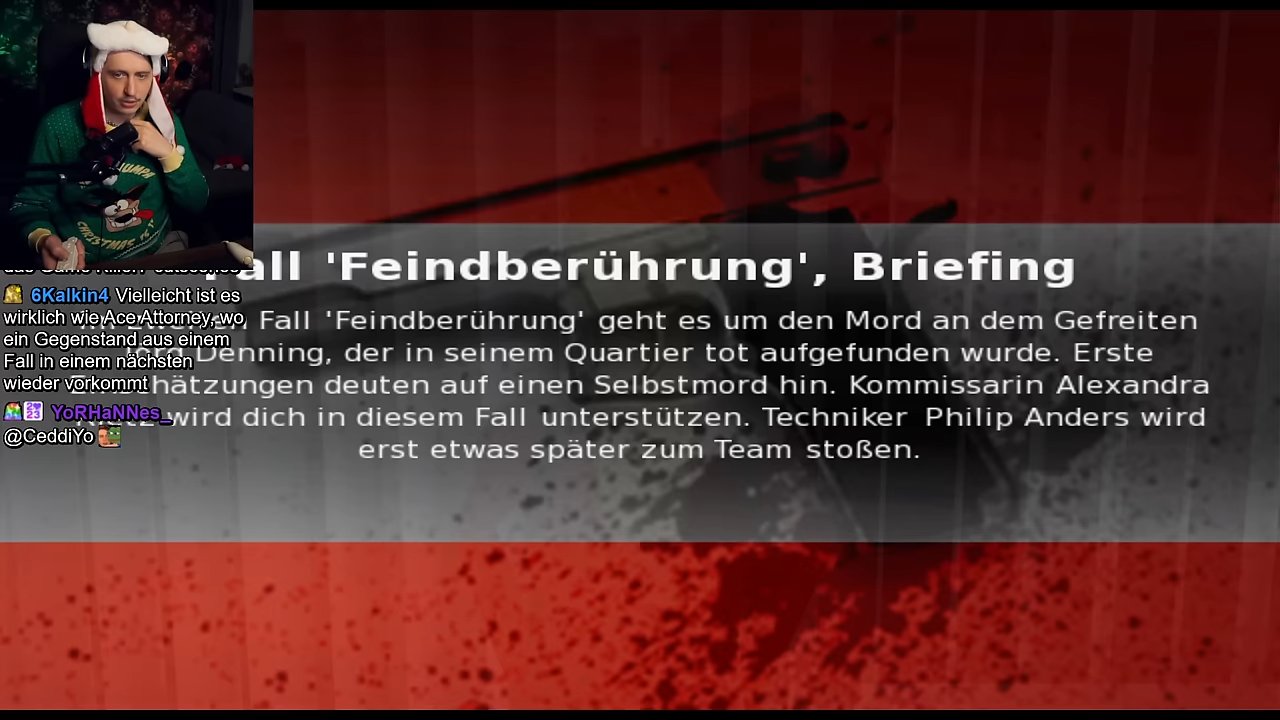 Fall 'Feindberührung', Briefing
Fall 'Feindberührung' geht es um den Mord an dem Gefreiten
Denning, der in seinem Quartier tot aufgefunden wurde. Erste
deuten auf einen Selbstmord hin. Kommissarin Alexandra
wird dich in diesem Fall unterstützen. Techniker Philip Anders wird
erst etwas später zum Team stoßen.
6Kalkin4 Vielleicht ist es
wirklich wie Ace Attorney, wo
ein Gegenstand aus einem
Fall in einem nächsten
wieder vorkommt
YoRHaNNes_
@CeddiYo
CHRISTMAS